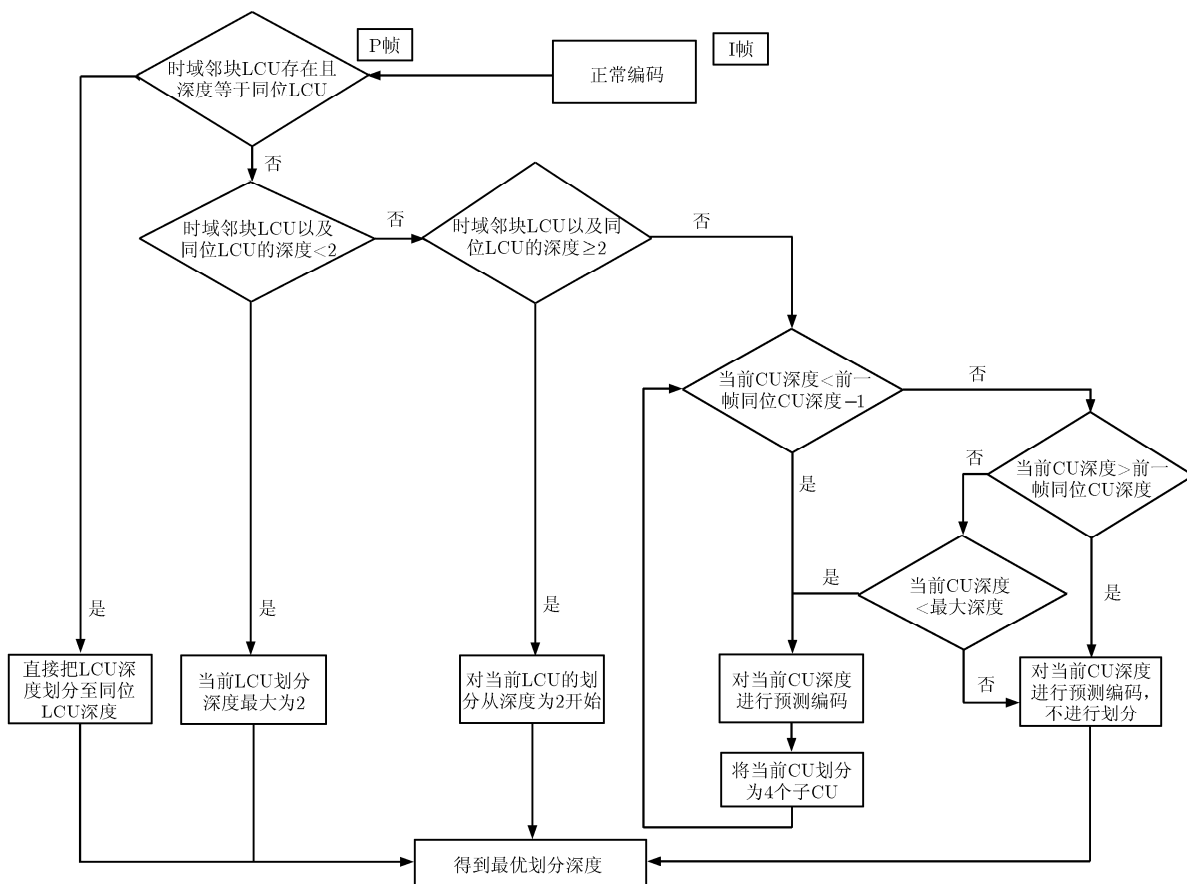 P帧
I帧
时域邻块LCU存在且
深度等于同位LCU
正常编码
否
时域邻块LCU以及
同位LCU的深度<2
否
时域邻块LCU以及同
位LCU的深度≥2
否
当前CU深度<前一
帧同位CU深度−1
否
当前CU深度>前一
帧同位CU深度
否
是
当前CU深度
<最大深度
是
是
否
是
是
是
直接把LCU深
度划分至同位
LCU深度
当前LCU划分
深度最大为2
对当前LCU的划
分从深度为2开始
对当前CU深度
进行预测编码
对当前CU深度
进行预测编码,
不进行划分
将当前CU划分
为4个子CU
得到最优划分深度